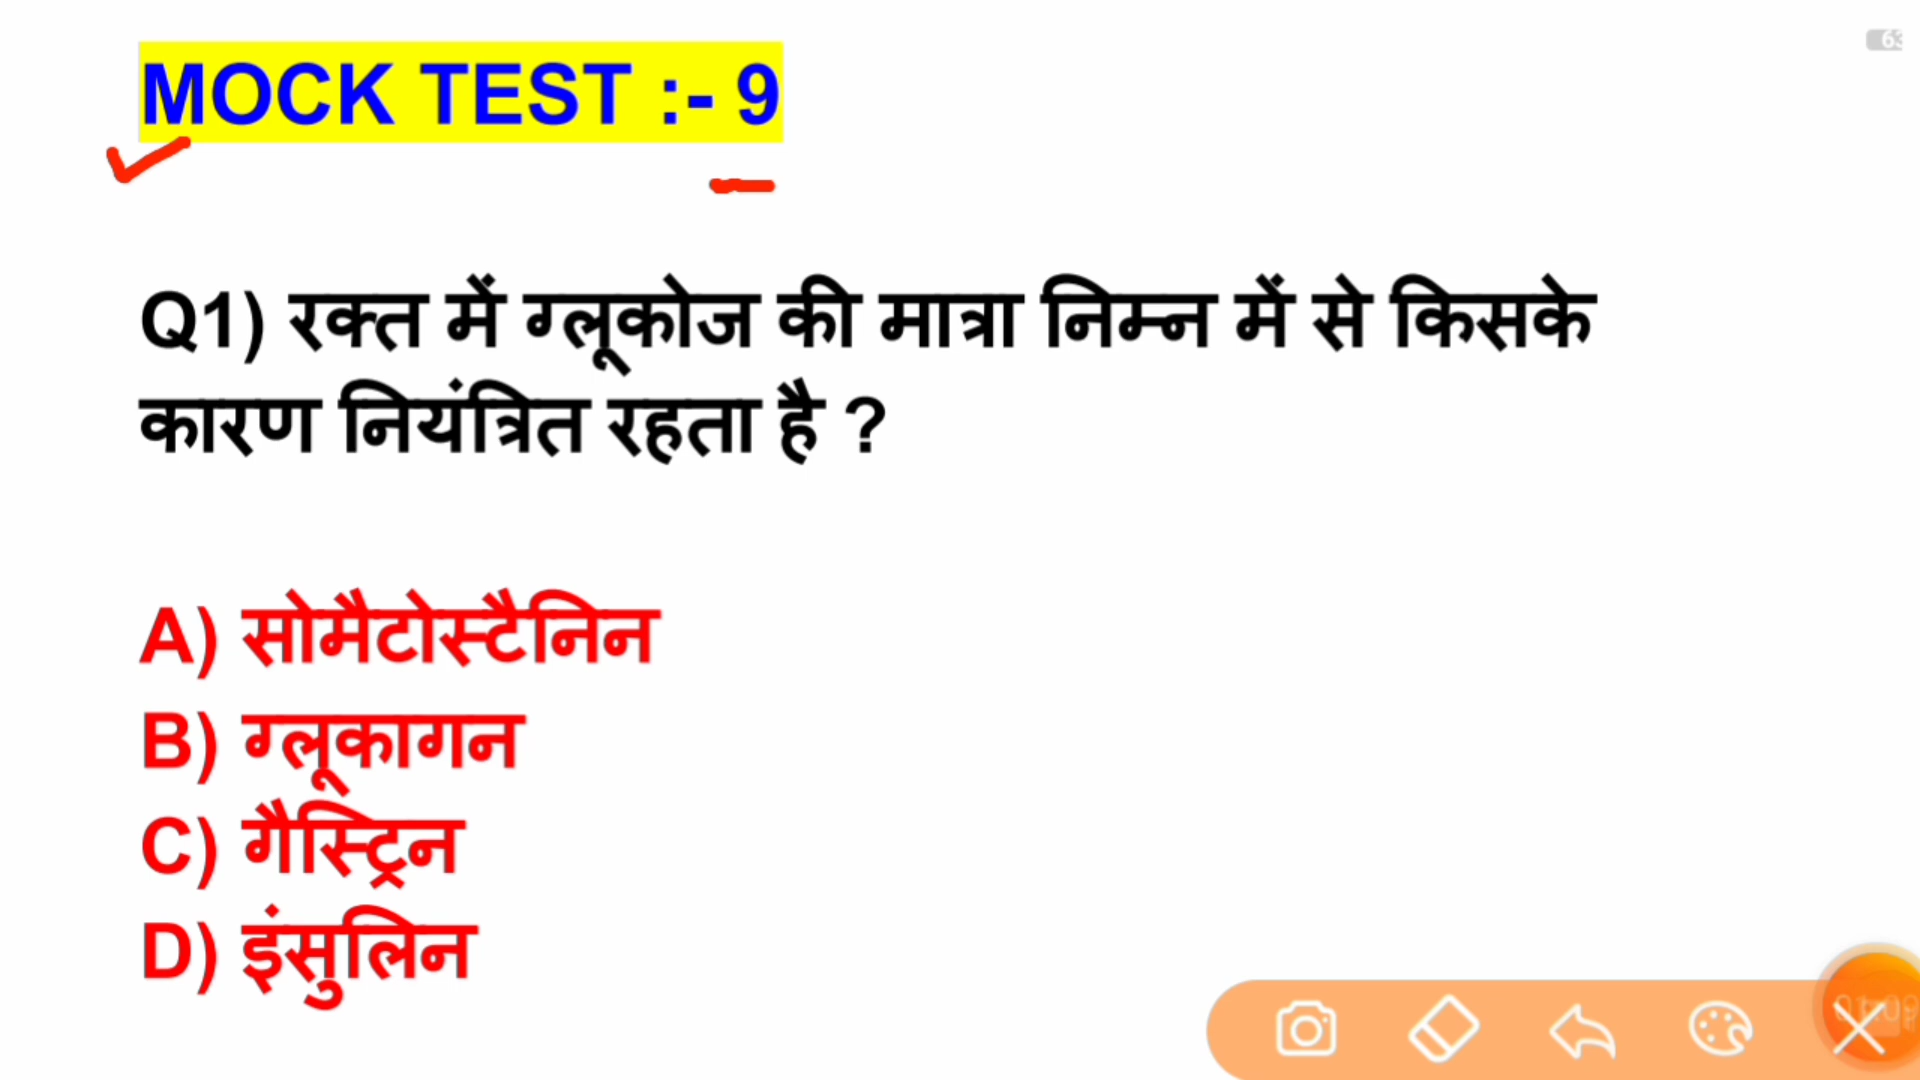 MOCK TEST :- 9
Q1) रक्त में ग्लूकोज की मात्रा निम्न में से किसके
कारण नियंत्रित रहता है ?
A) सोमैटोस्टैनिन
B) ग्लूकागन
C) गैस्ट्रिन
D) इंसुलिन